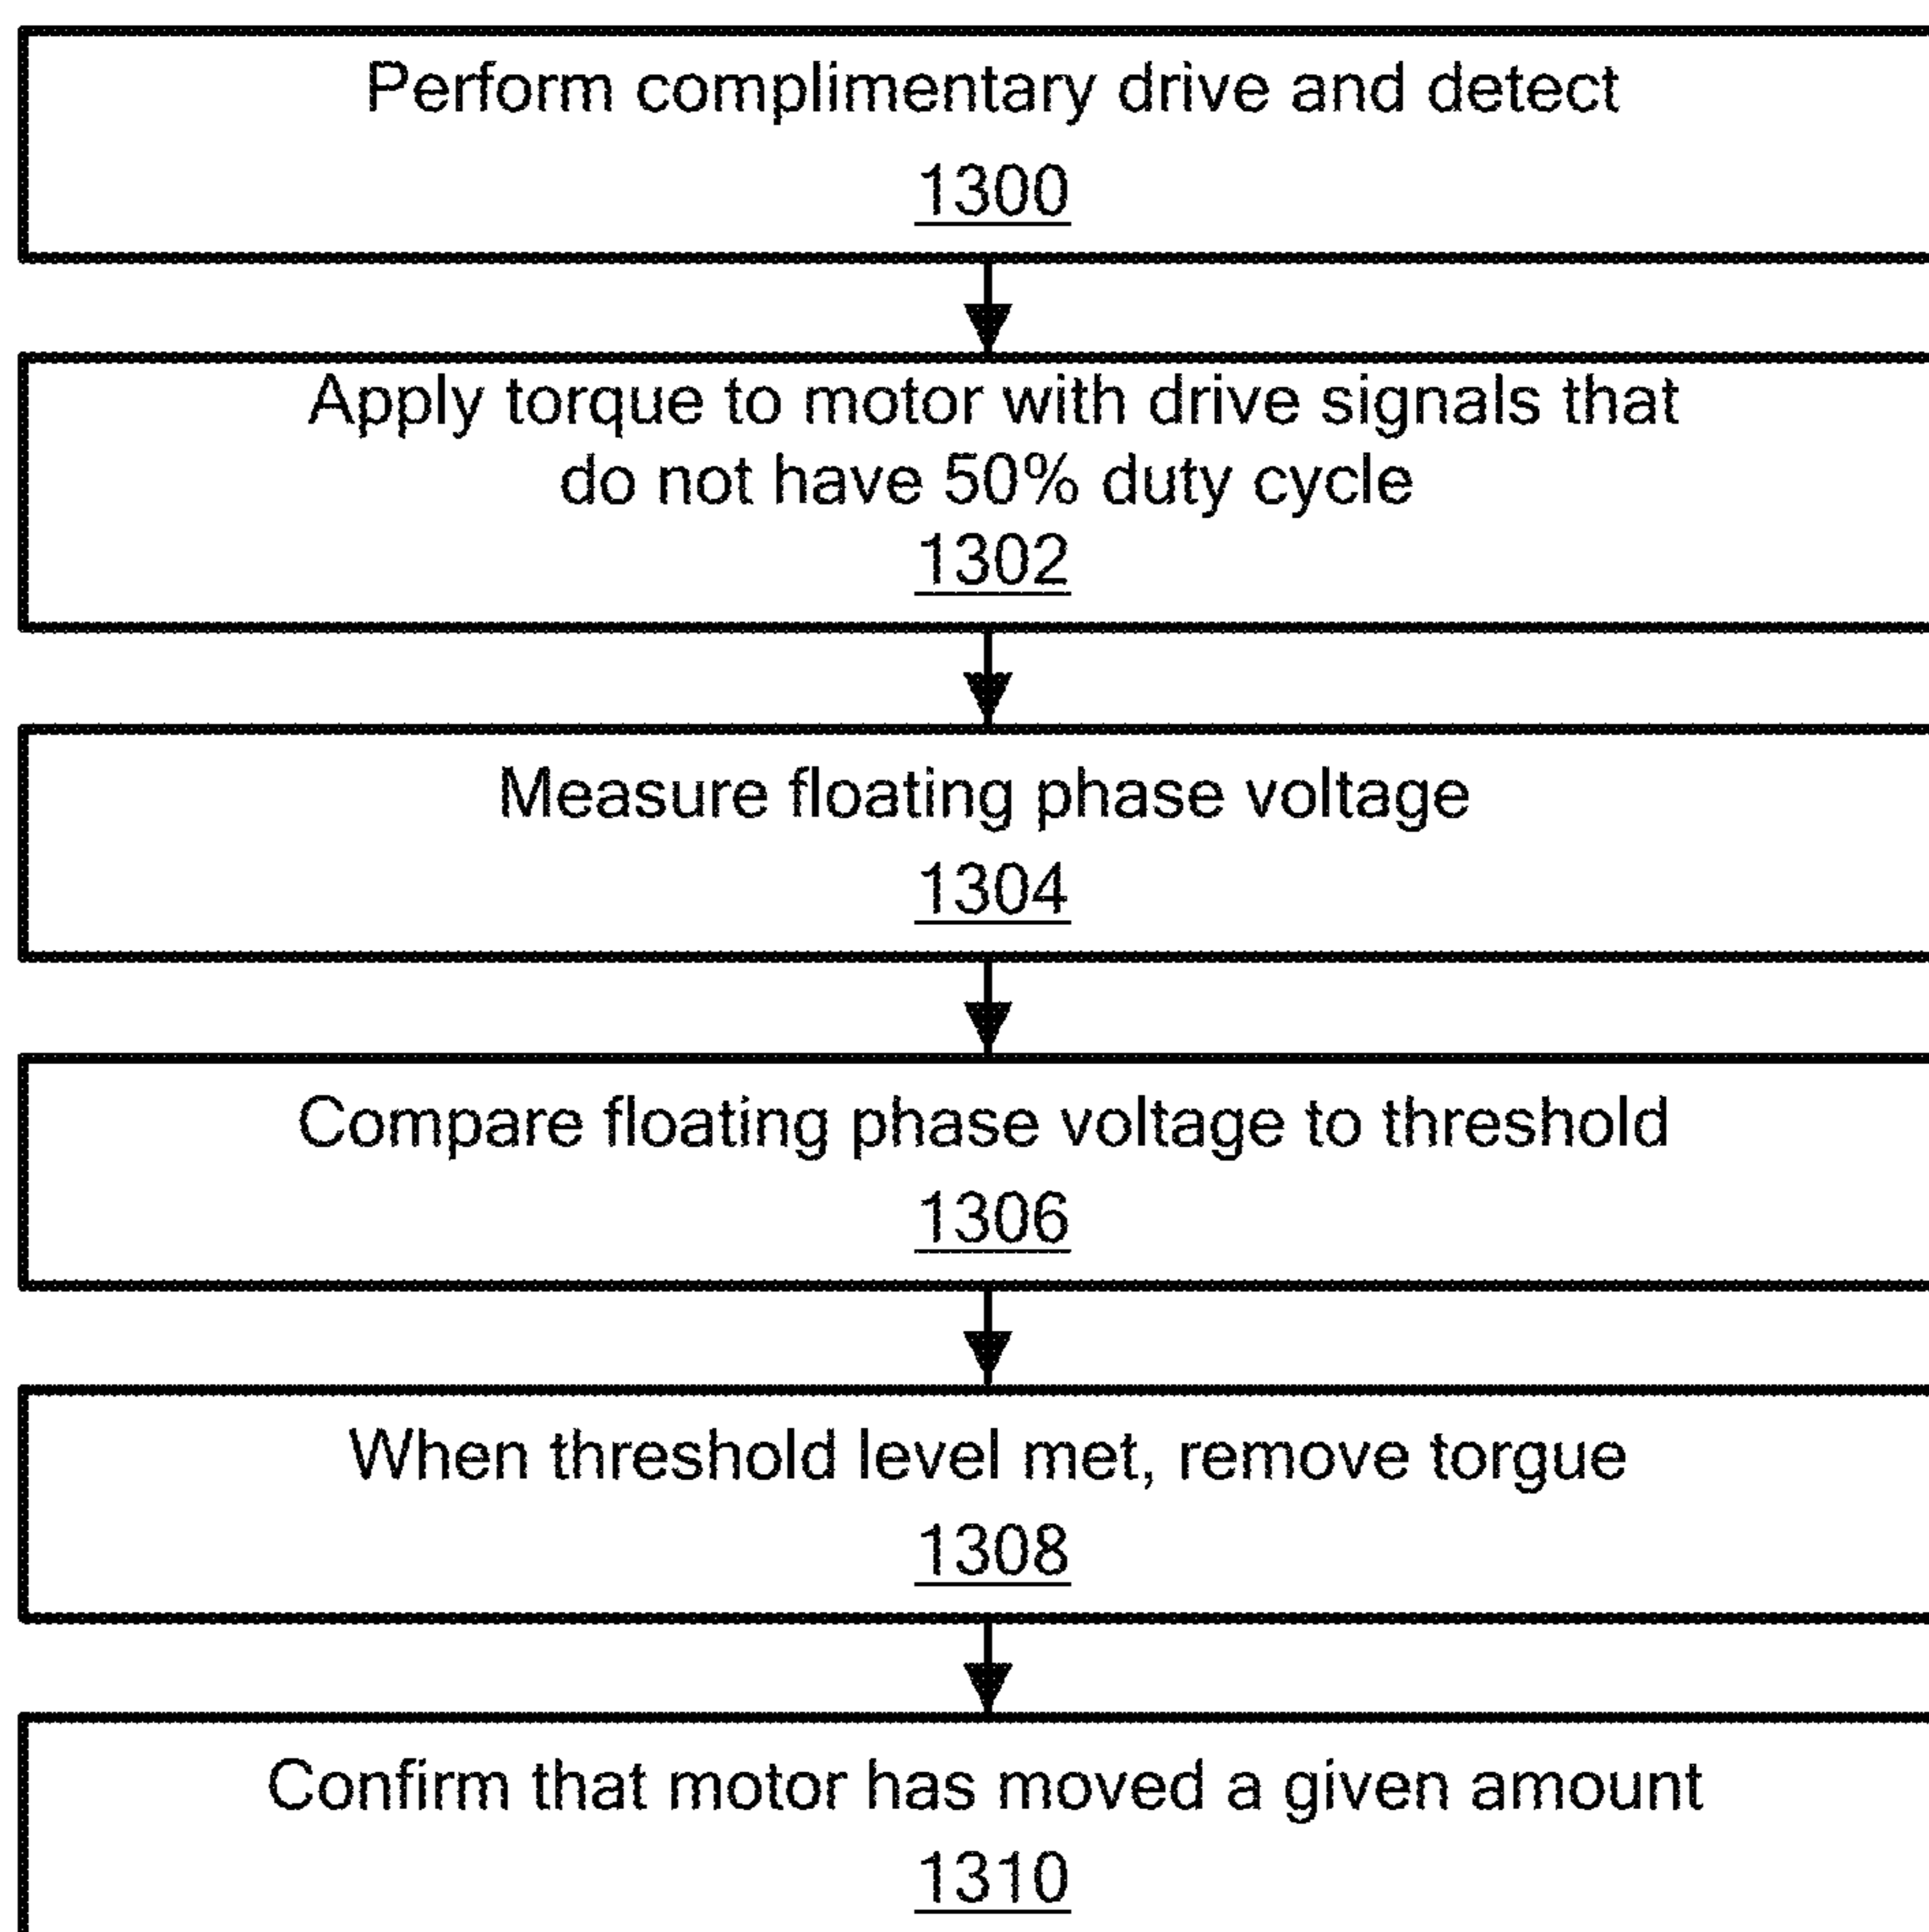 Perform complimentary drive and detect
1300
Apply torque to motor with drive signals that
do not have 50% duty cycle
1302
Measure floating phase voltage
1304
Compare floating phase voltage to threshold
1306
When threshold level met, remove torgue
1308
Confirm that motor has moved a given amount
1310